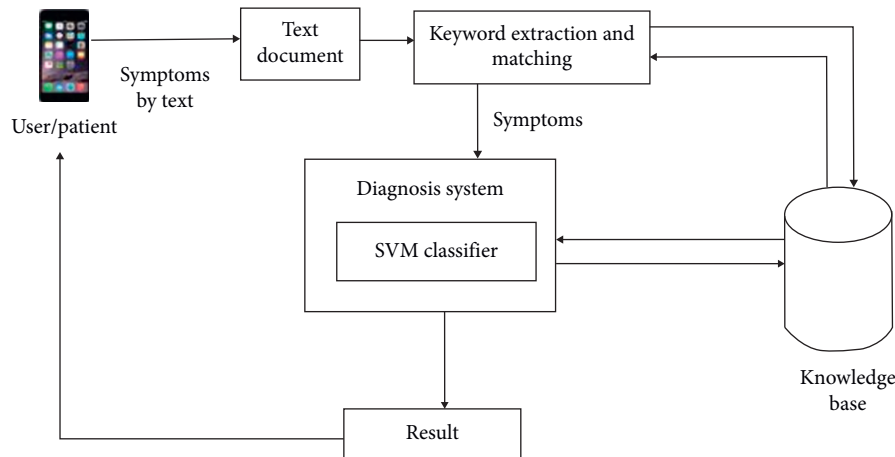 Text
document
Keyword extraction and
matching
Symptoms
by text
User/patient
Symptoms
Diagnosis system
SVM classifier
Knowledge
base
Result